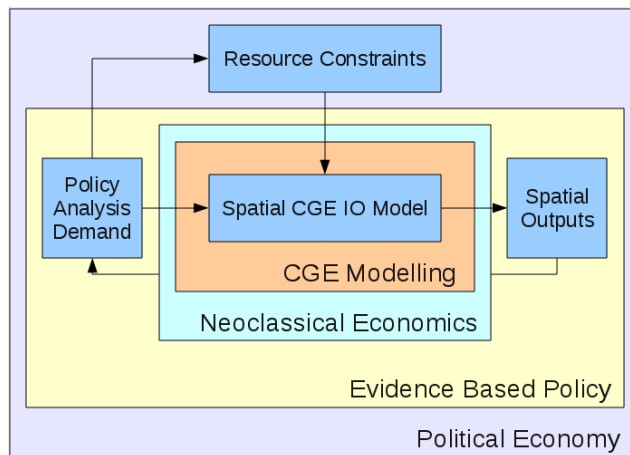 Resource Constraints
Policy
Analysis
Demand
Spatial CGE IO Model
Spatial
Outputs
CGE Modelling
Neoclassical Economics
Evidence Based Policy
Political Economy